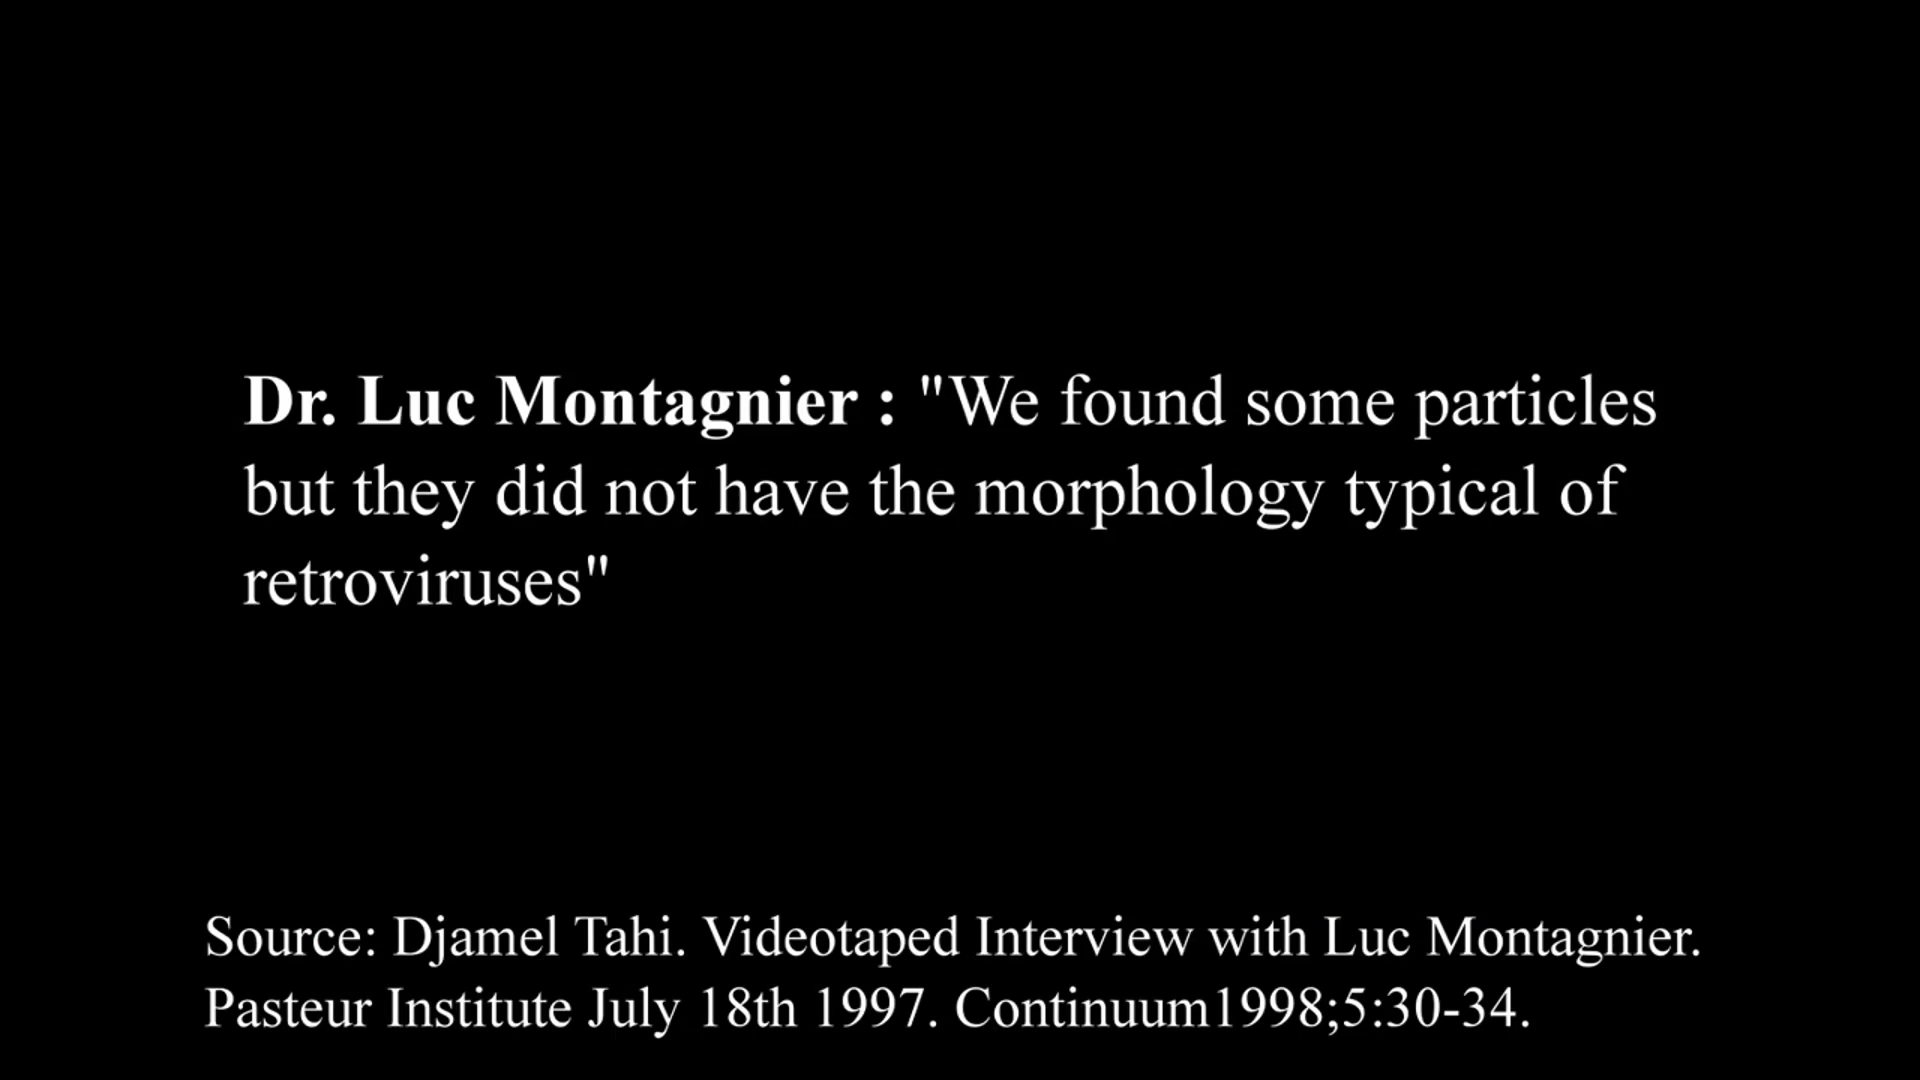 Dr. Luc Montagnier : "We found some particles
but they did not have the morphology typical of
retroviruses"
Source: Djamel Tahi. Videotaped Interview with Luc Montagnier.
Pasteur Institute July 18th 1997. Continuum1998;5:30-34.